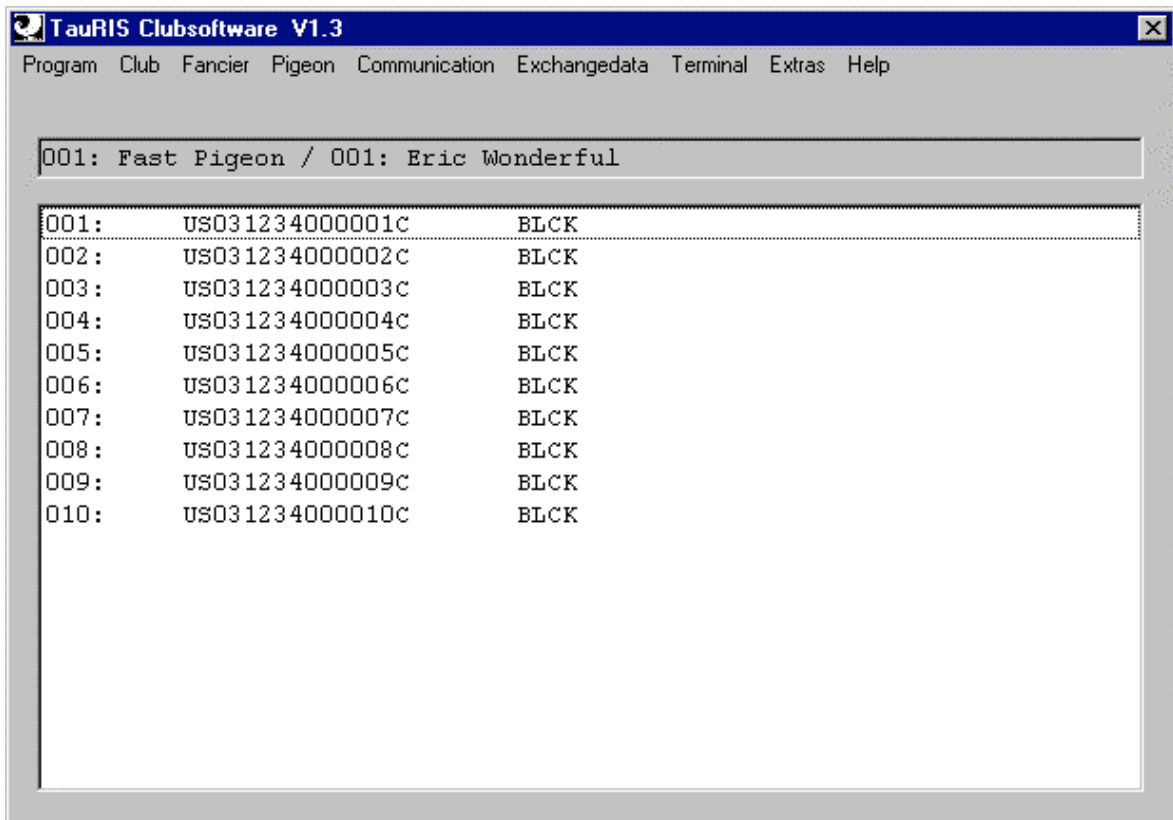 TauRIS Clubsoftware V1.3
Program Club Fancier Pigeon Communication Exchangedata Terminal Extras Help
001: Fast Pigeon / 001: Eric Wonderful
001: US031234000001C BLCK
002: US031234000002C BLCK
003: US031234000003C BLCK
004: US031234000004C BLCK
005: US031234000005C BLCK
006: US031234000006C BLCK
007: US031234000007C BLCK
008: US031234000008C BLCK
009: US031234000009C BLCK
010: US031234000010C BLCK